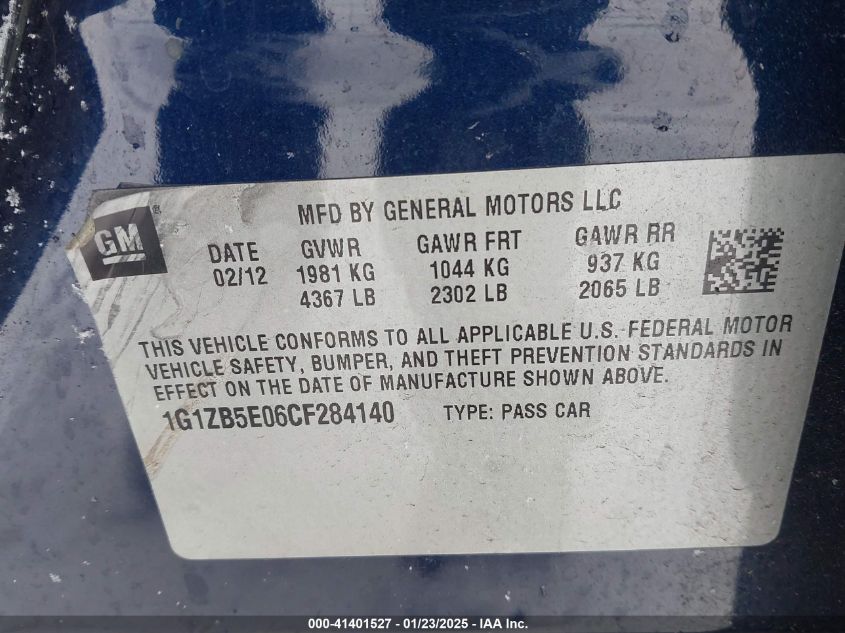 GM
MFD BY GENERAL MOTORS LLC
DATE GVWR GAWR FRT GAWR RR
02/12 1981 KG 1044 KG 937 KG
4367 LB 2302 LB 2065 LB
THIS VEHICLE CONFORMS TO ALL APPLICABLE U.S. FEDERAL MOTOR
VEHICLE SAFETY, BUMPER, AND THEFT PREVENTION STANDARDS IN
EFFECT ON THE DATE OF MANUFACTURE SHOWN ABOVE.
1G1ZB5E06CF284140 TYPE: PASS CAR
000-41401527 - 01/23/2025 - IAA Inc.